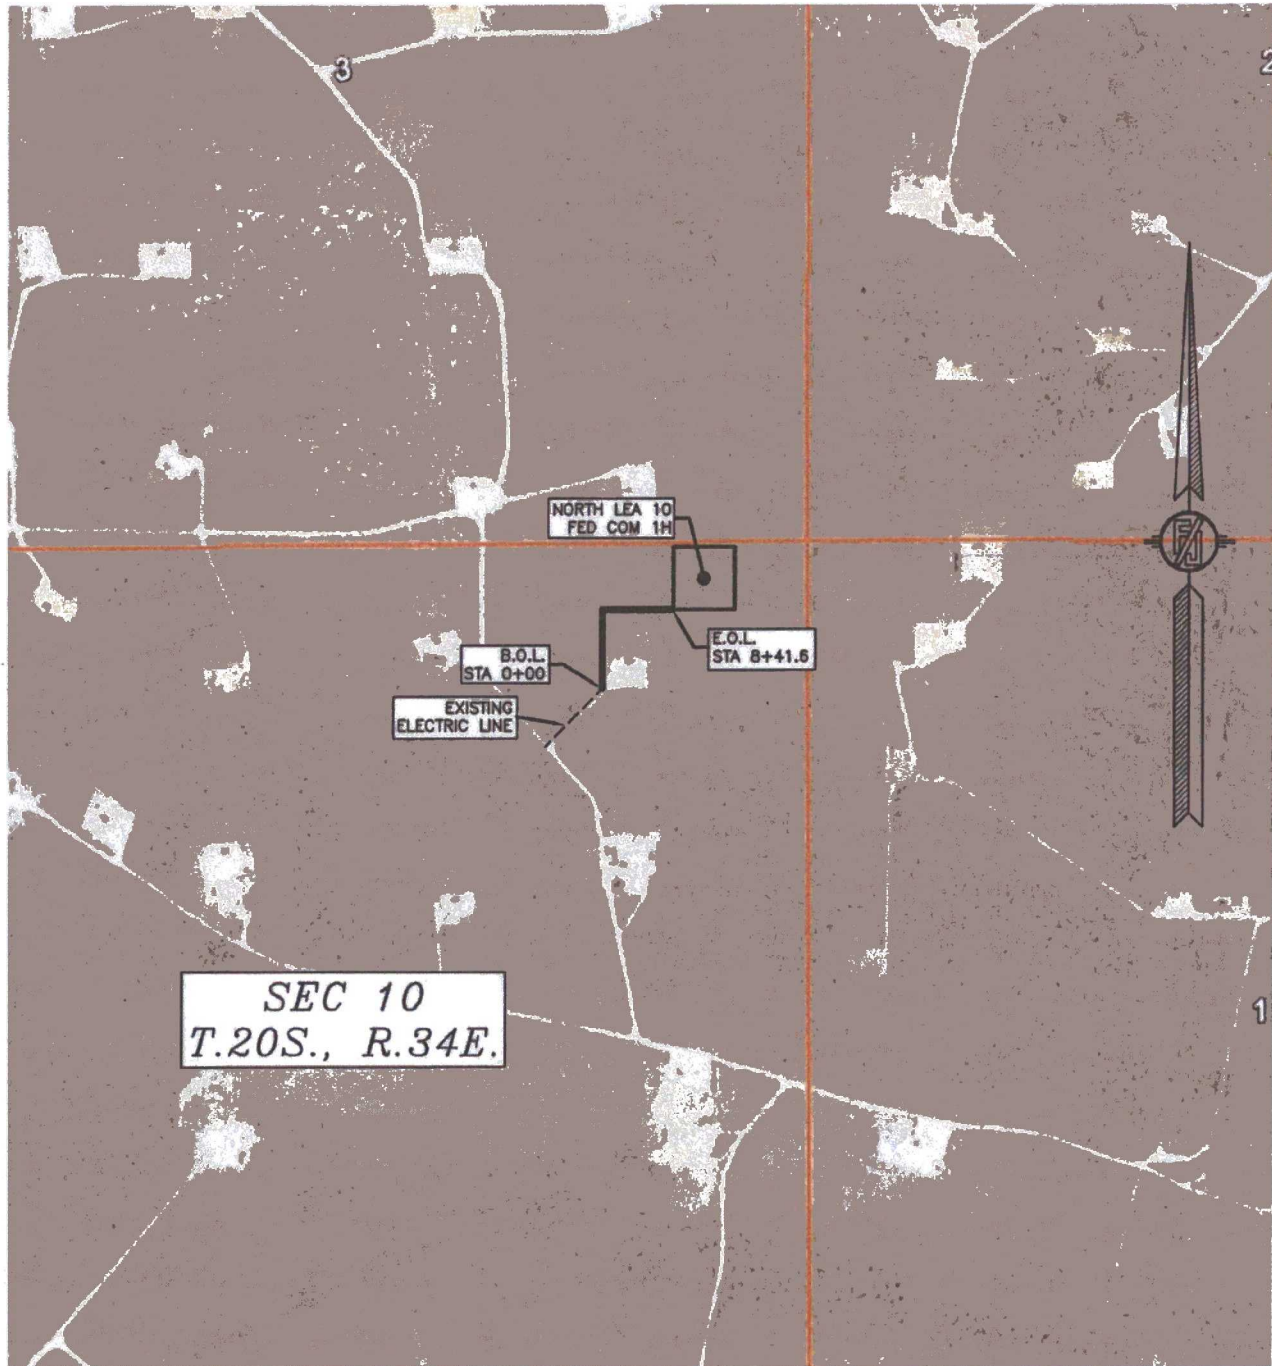 3
2
NORTH LEA 10
FED COM 1H
B.O.L.
STA 0+00
E.O.L.
STA 8+41.6
EXISTING
ELECTRIC LINE
SEC 10
T.20S., R.34E.
1